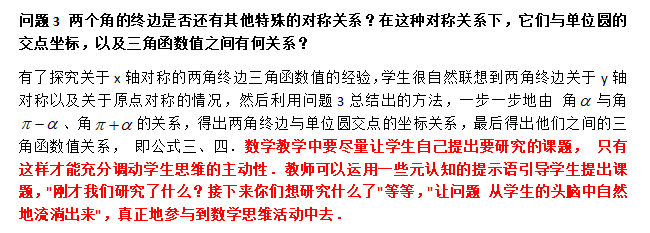 问题 3 两个角的终边是否还有其他特殊的对称关系？在这种对称关系下，它们与单位圆的
交点坐标，以及三角函数值之间有何关系？
有了探究关于 x 轴对称的两角终边三角函数值的经验，学生很自然联想到两角终边关于 y 轴
对称以及关于原点对称的情况，然后利用问题 3 总结出的方法，一步一步地由 角 α 与角
π－α 、角 π＋α 的关系，得出两角终边与单位圆交点的坐标关系，最后得出他们之间的三
角函数值关系， 即公式三、四．数学教学中要尽量让学生自己提出要研究的课题， 只有
这样才能充分调动学生思维的主动性．教师可以运用一些元认知的提示语引导学生提出课
题，"刚才我们研究了什么？接下来你们想研究什么了"等等，"让问题 从学生的头脑中自然
地流淌出来"，真正地参与到数学思维活动中去．